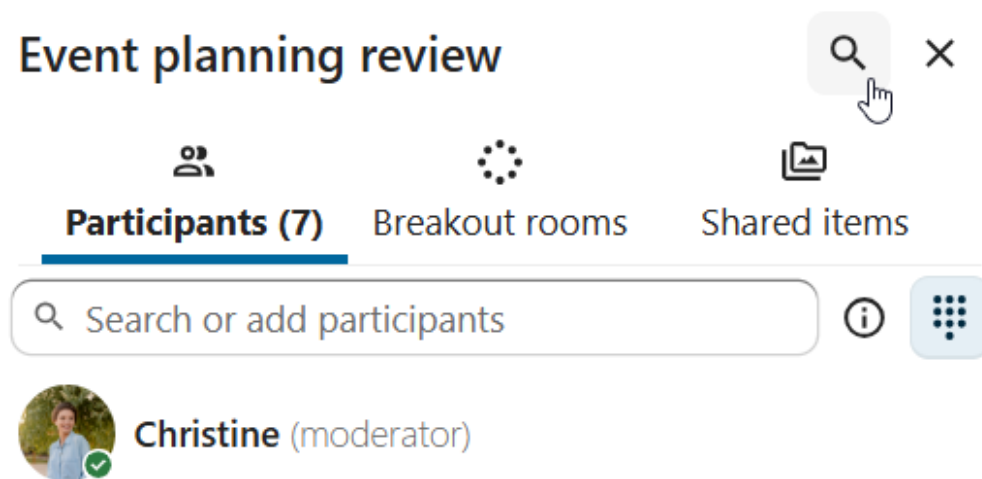 Event planning review
Participants (7) Breakout rooms Shared items
Search or add participants
Christine (moderator)